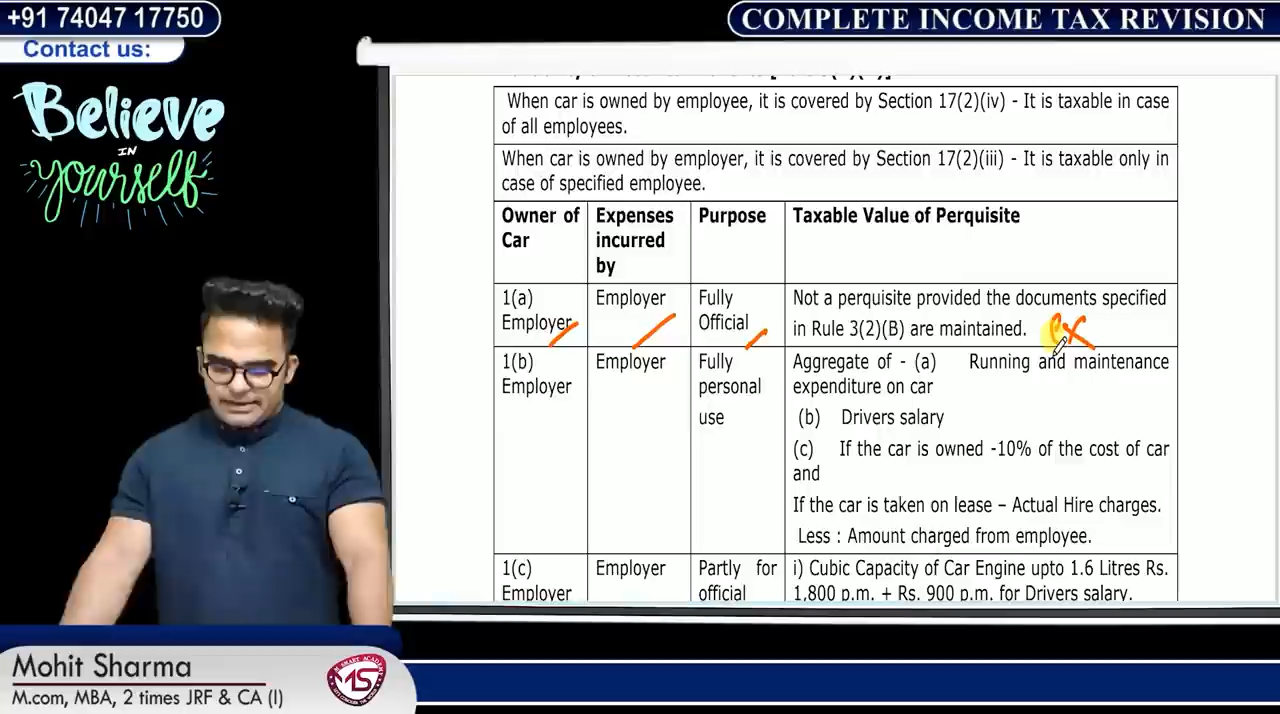 +91 74047 17750
Contact us:
COMPLETE INCOME TAX REVISION
Believe
IN
yourself
When car is owned by employee, it is covered by Section 17(2)(iv) - It is taxable in case
of all employees.
When car is owned by employer, it is covered by Section 17(2)(iii) - It is taxable only in
case of specified employee.
Owner of
Car
Expenses
incurred
by
Purpose
Taxable Value of Perquisite
1(a)
Employer
Employer
Fully
Official
Not a perquisite provided the documents specified
in Rule 3(2)(B) are maintained.
ex
1(b)
Employer
Employer
Fully
personal
use
Aggregate of - (a) Running and maintenance
expenditure on car
(b) Drivers salary
(c) If the car is owned -10% of the cost of car
and
If the car is taken on lease – Actual Hire charges.
Less : Amount charged from employee.
1(c)
Employer
Employer
Partly for
official
i) Cubic Capacity of Car Engine upto 1.6 Litres Rs.
1,800 p.m. + Rs. 900 p.m. for Drivers salary.
Mohit Sharma
M.com, MBA, 2 times JRF & CA (I)
MS